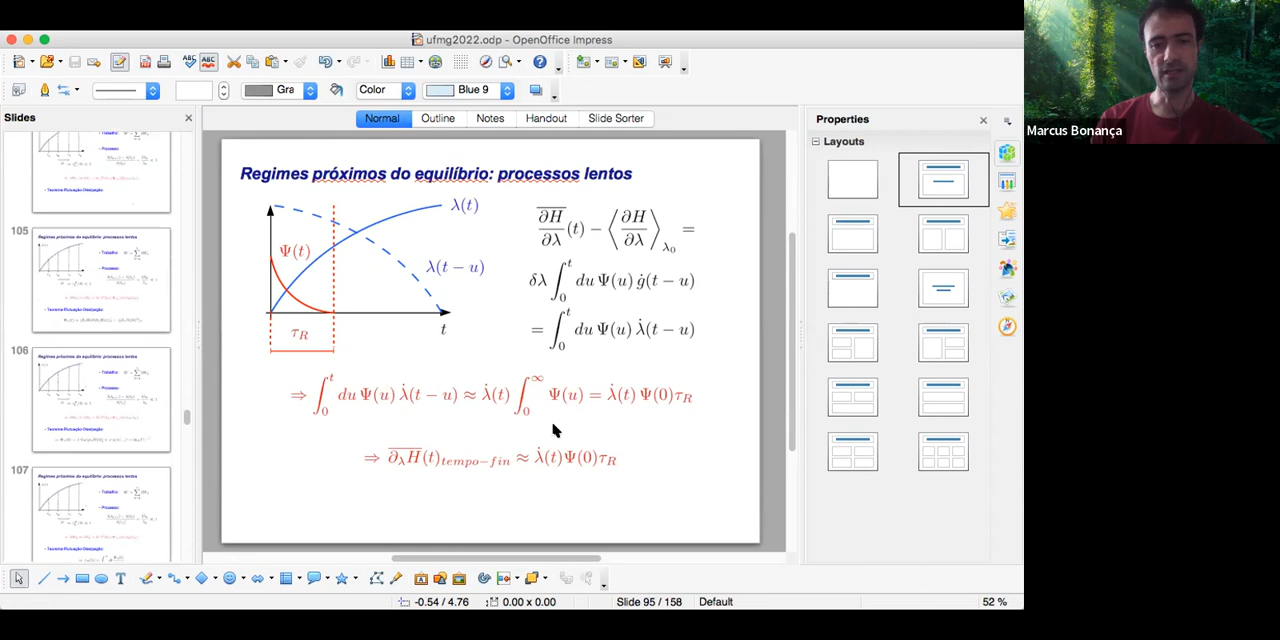 ufmg2022.odp - OpenOffice Impress
Gra
Color
Blue 9
Slides
Normal
Outline
Notes
Handout
Slide Sorter
Properties
Layouts
Marcus Bonança
105
106
107
Regimes próximos do equilíbrio: processos lentos
λ(t)
Ψ(t)
λ(t − u)
τ_R
t
\overline{∂H/∂λ}(t) − ⟨∂H/∂λ⟩_{λ_0} =
δλ ∫_0^t du Ψ(u) ġ(t − u)
= ∫_0^t du Ψ(u) λ̇(t − u)
⇒ ∫_0^t du Ψ(u) λ̇(t − u) ≈ λ̇(t) ∫_0^∞ Ψ(u) = λ̇(t) Ψ(0)τ_R
⇒ \overline{∂_λ H}(t)_{tempo−fin} ≈ λ̇(t)Ψ(0)τ_R
-0.54 / 4.76
0.00 x 0.00
Slide 95 / 158
Default
52 %